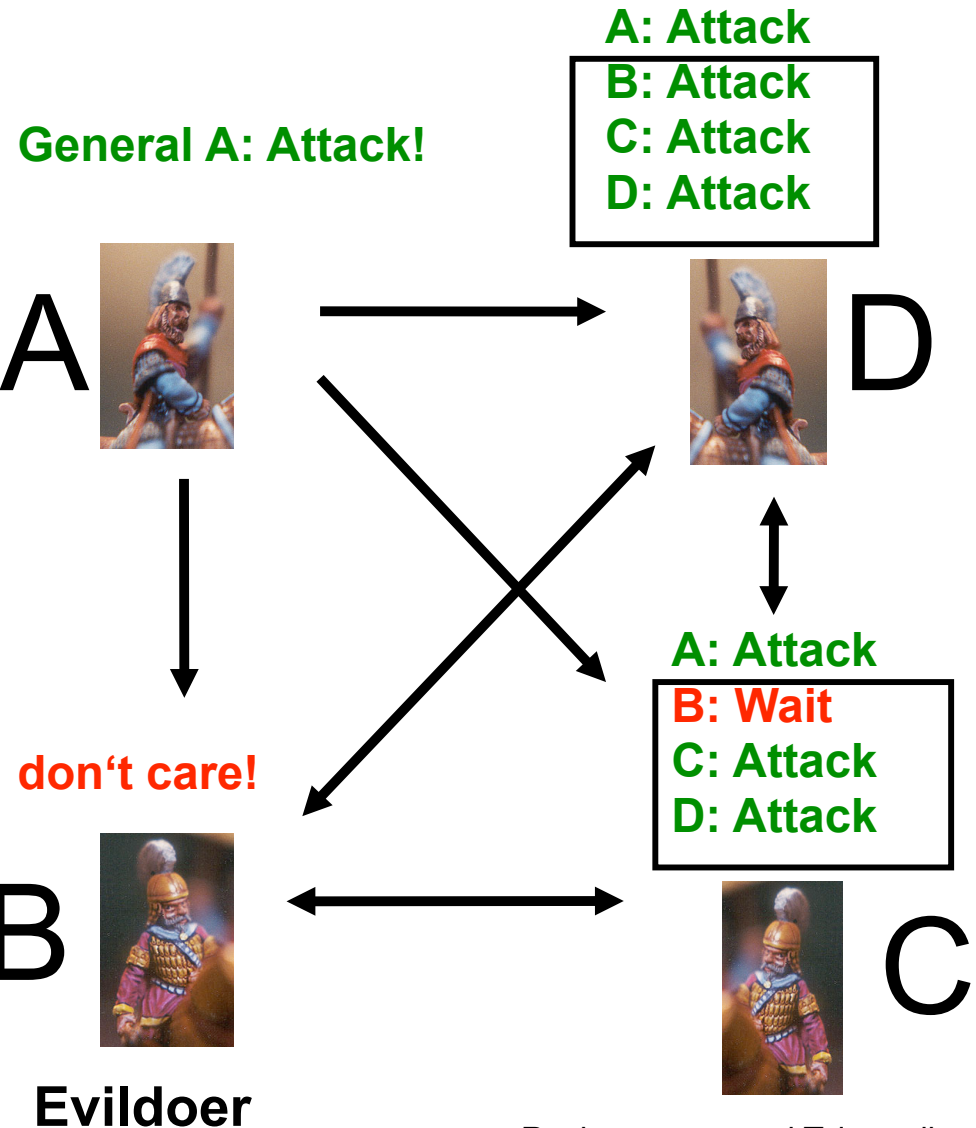 A: Attack
B: Attack
C: Attack
D: Attack
General A: Attack!
A
D
A: Attack
B: Wait
C: Attack
D: Attack
don‘t care!
B
C
Evildoer